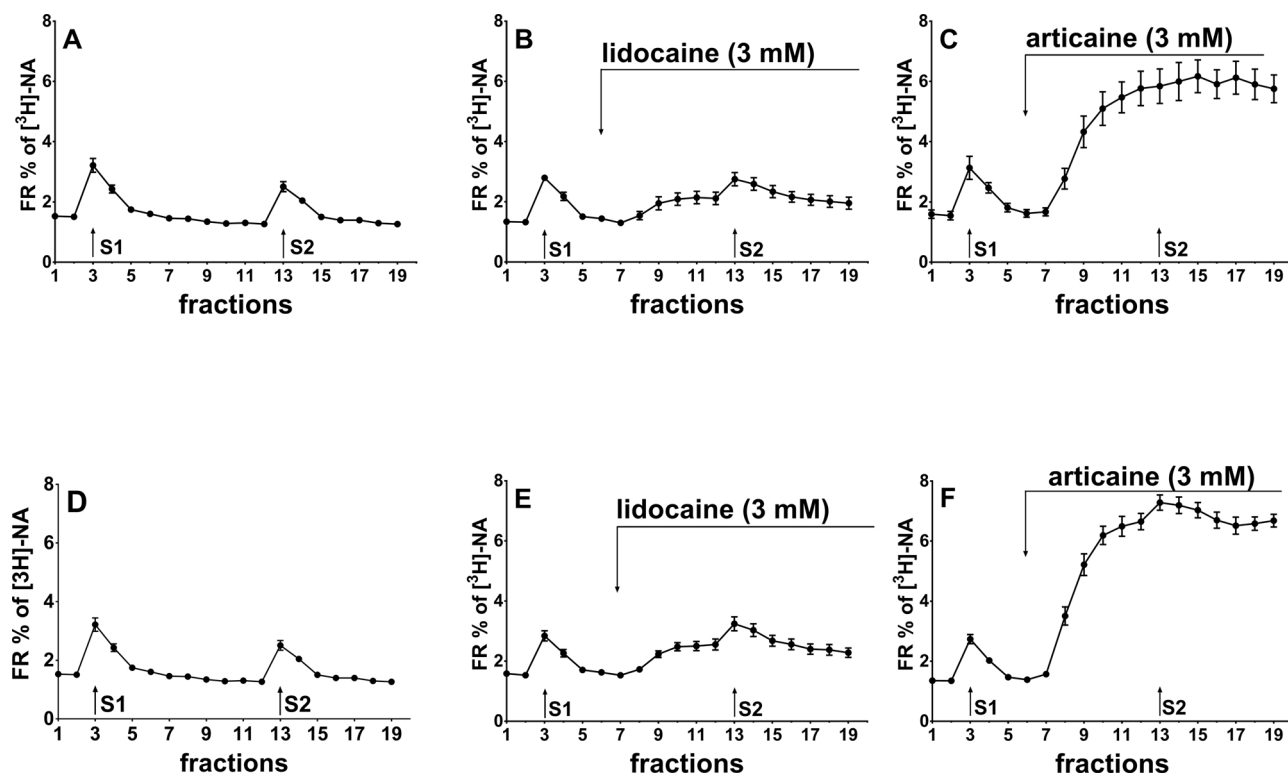 A
FR % of [³H]-NA
8
6
4
2
0
S1
S2
1 3 5 7 9 11 13 15 17 19
fractions
B
lidocaine (3 mM)
FR % of [³H]-NA
8
6
4
2
0
S1
S2
1 3 5 7 9 11 13 15 17 19
fractions
C
articaine (3 mM)
FR % of [³H]-NA
8
6
4
2
0
S1
S2
1 3 5 7 9 11 13 15 17 19
fractions
D
FR % of [3H]-NA
8
6
4
2
0
S1
S2
1 3 5 7 9 11 13 15 17 19
fractions
E
lidocaine (3 mM)
FR % of [³H]-NA
8
6
4
2
0
S1
S2
1 3 5 7 9 11 13 15 17 19
fractions
F
articaine (3 mM)
FR % of [³H]-NA
8
6
4
2
0
S1
S2
1 3 5 7 9 11 13 15 17 19
fractions